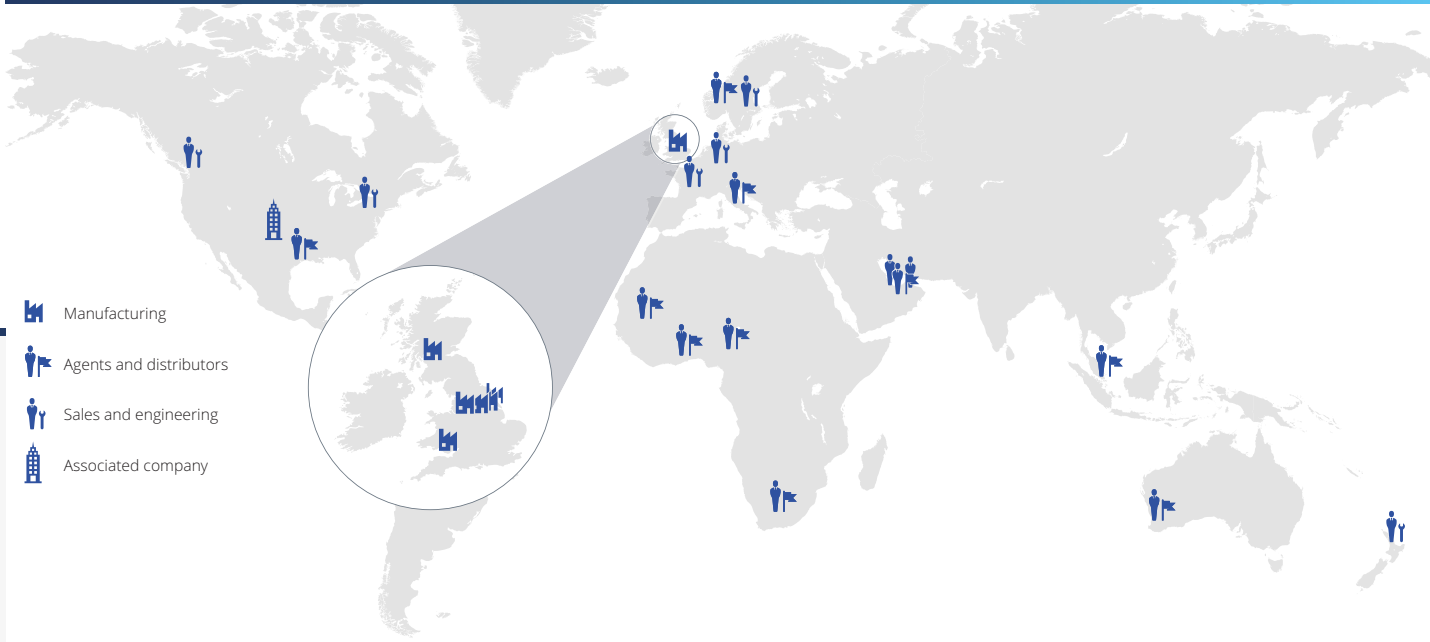 Manufacturing
Agents and distributors
Sales and engineering
Associated company